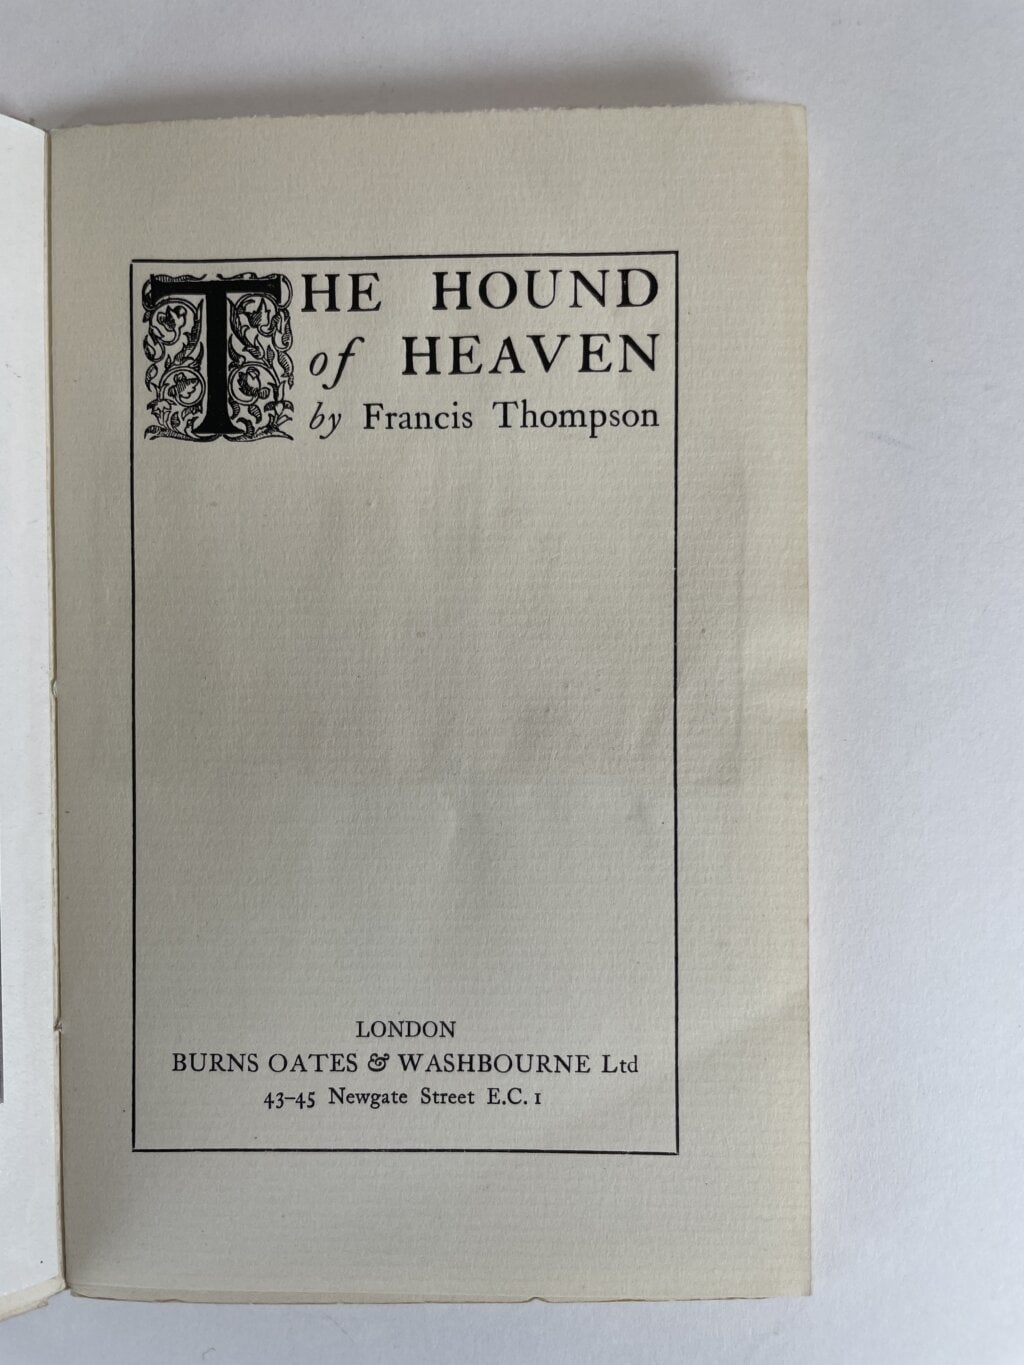 THE HOUND
of HEAVEN
by Francis Thompson
LONDON
BURNS OATES & WASHBOURNE Ltd
43–45 Newgate Street E.C. 1